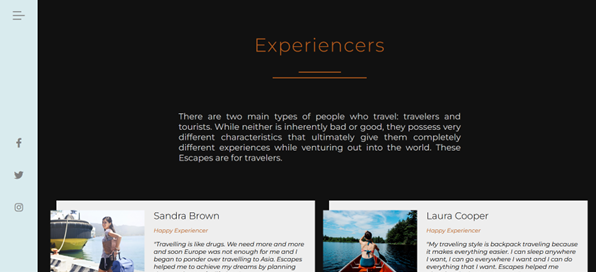 Experiencers
There are two main types of people who travel: travelers and
tourists. While neither is inherently bad or good, they possess very
different characteristics that ultimately give them completely
different experiences while venturing out into the world. These
Escapes are for travelers.
Sandra Brown
Happy Experiencer
"Travelling is like drugs. We need more and more
and soon Europe was not enough for me and I
began to ponder over travelling to Asia. Escapes
helped me to achieve my dreams by planning
Laura Cooper
Happy Experiencer
"My traveling style is backpack traveling because
it makes everything easier. I can sleep anywhere
I want, I can go everywhere I want and I can do
everything that I want. Escapes helped me